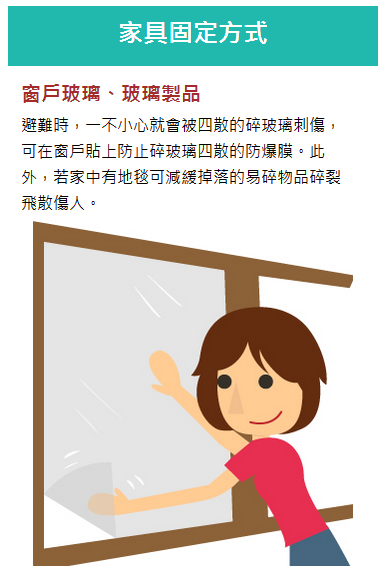 家具固定方式
窗戶玻璃、玻璃製品
避難時，一不小心就會被四散的碎玻璃刺傷，
可在窗戶貼上防止碎玻璃四散的防爆膜。此
外，若家中有地毯可減緩掉落的易碎物品碎裂
飛散傷人。